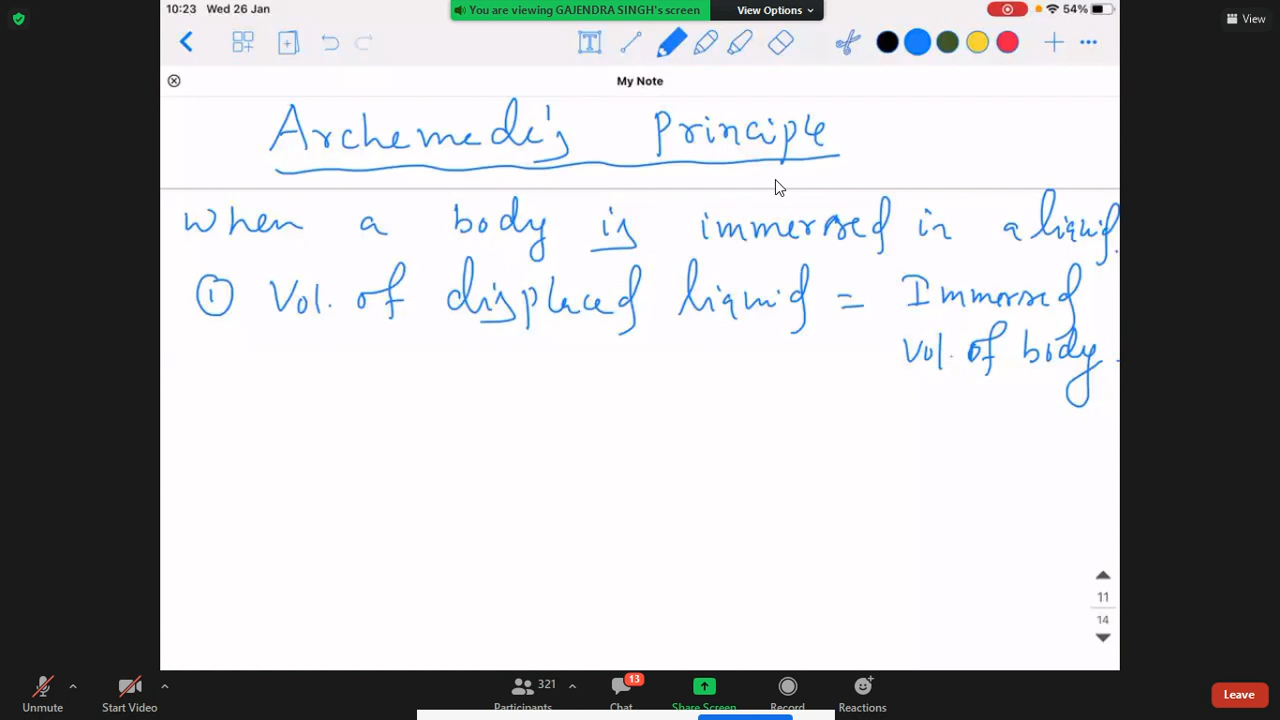 10:23 Wed 26 Jan
You are viewing GAJENDRA SINGH's screen
View Options
54%
View
T
My Note
Archemede's Principle
When a body is immersed in a liquid.
① Vol. of displaced liquid = Immersed
Vol. of body.
11
14
321
13
Unmute
Start Video
Participants
Chat
Share Screen
Record
Reactions
Leave